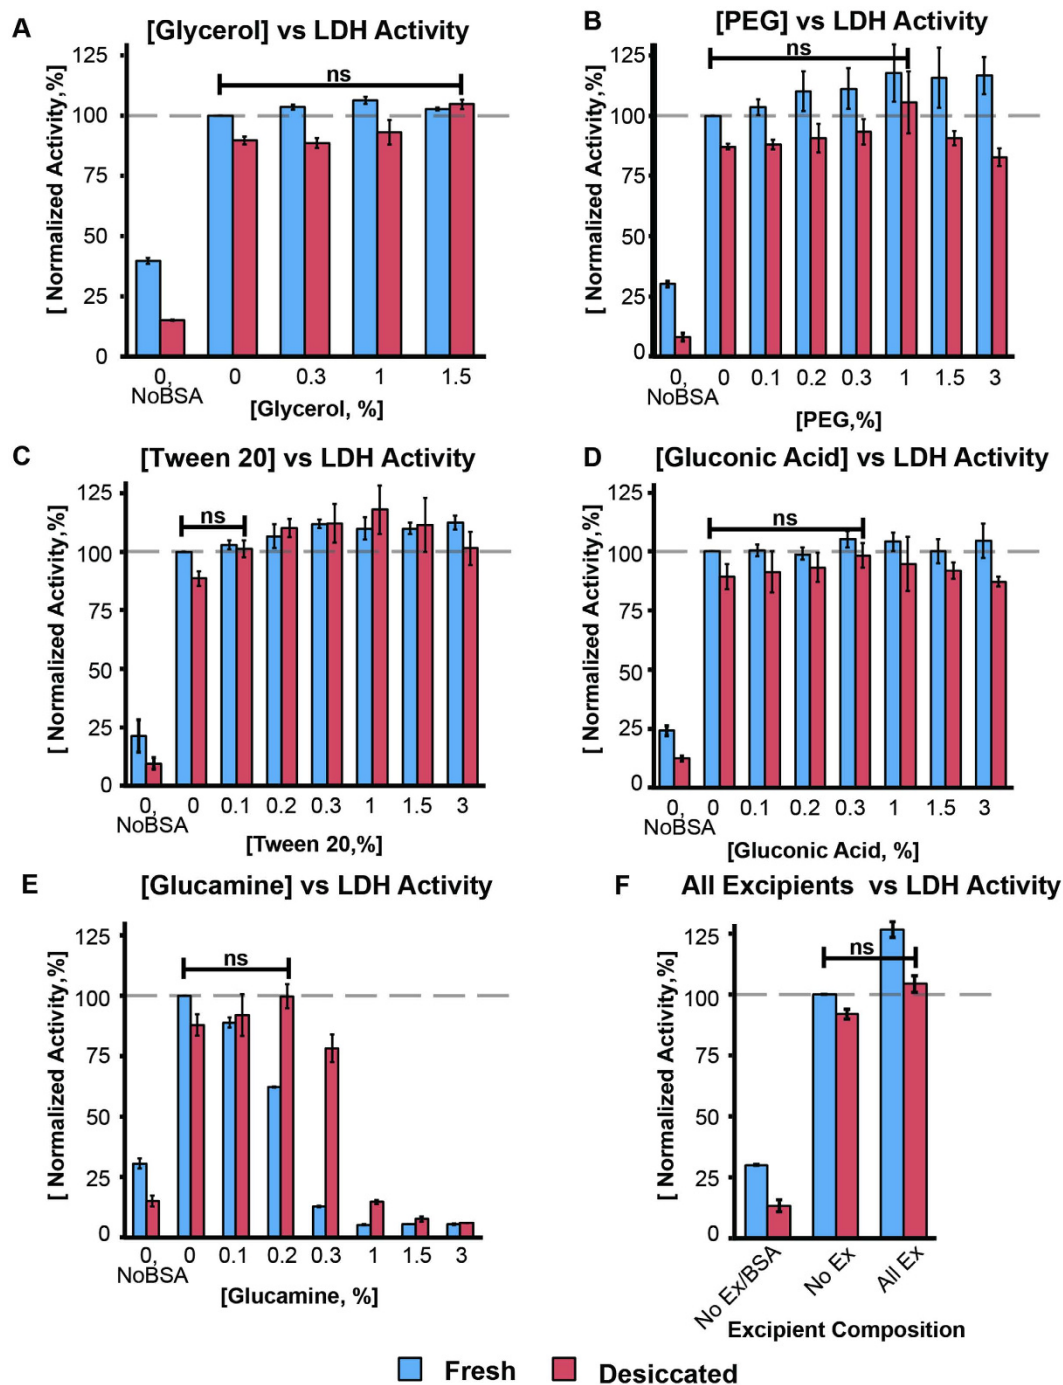 A
[Glycerol] vs LDH Activity
[ Normalized Activity,%]
125
100
75
50
25
0
ns
0,
NoBSA
0
0.3
1
1.5
[Glycerol, %]
B
[PEG] vs LDH Activity
[ Normalized Activity,%]
125
100
75
50
25
0
ns
0,
NoBSA
0
0.1
0.2
0.3
1
1.5
3
[PEG,%]
C
[Tween 20] vs LDH Activity
[ Normalized Activity,%]
125
100
75
50
25
0
ns
0,
NoBSA
0
0.1
0.2
0.3
1
1.5
3
[Tween 20,%]
D
[Gluconic Acid] vs LDH Activity
[ Normalized Activity,%]
125
100
75
50
25
0
ns
0,
NoBSA
0
0.1
0.2
0.3
1
1.5
3
[Gluconic Acid, %]
E
[Glucamine] vs LDH Activity
[ Normalized Activity,%]
125
100
75
50
25
0
ns
0,
NoBSA
0
0.1
0.2
0.3
1
1.5
3
[Glucamine, %]
F
All Excipients vs LDH Activity
[ Normalized Activity,%]
125
100
75
50
25
0
ns
No Ex/BSA
No Ex
All Ex
Excipient Composition
Fresh
Desiccated